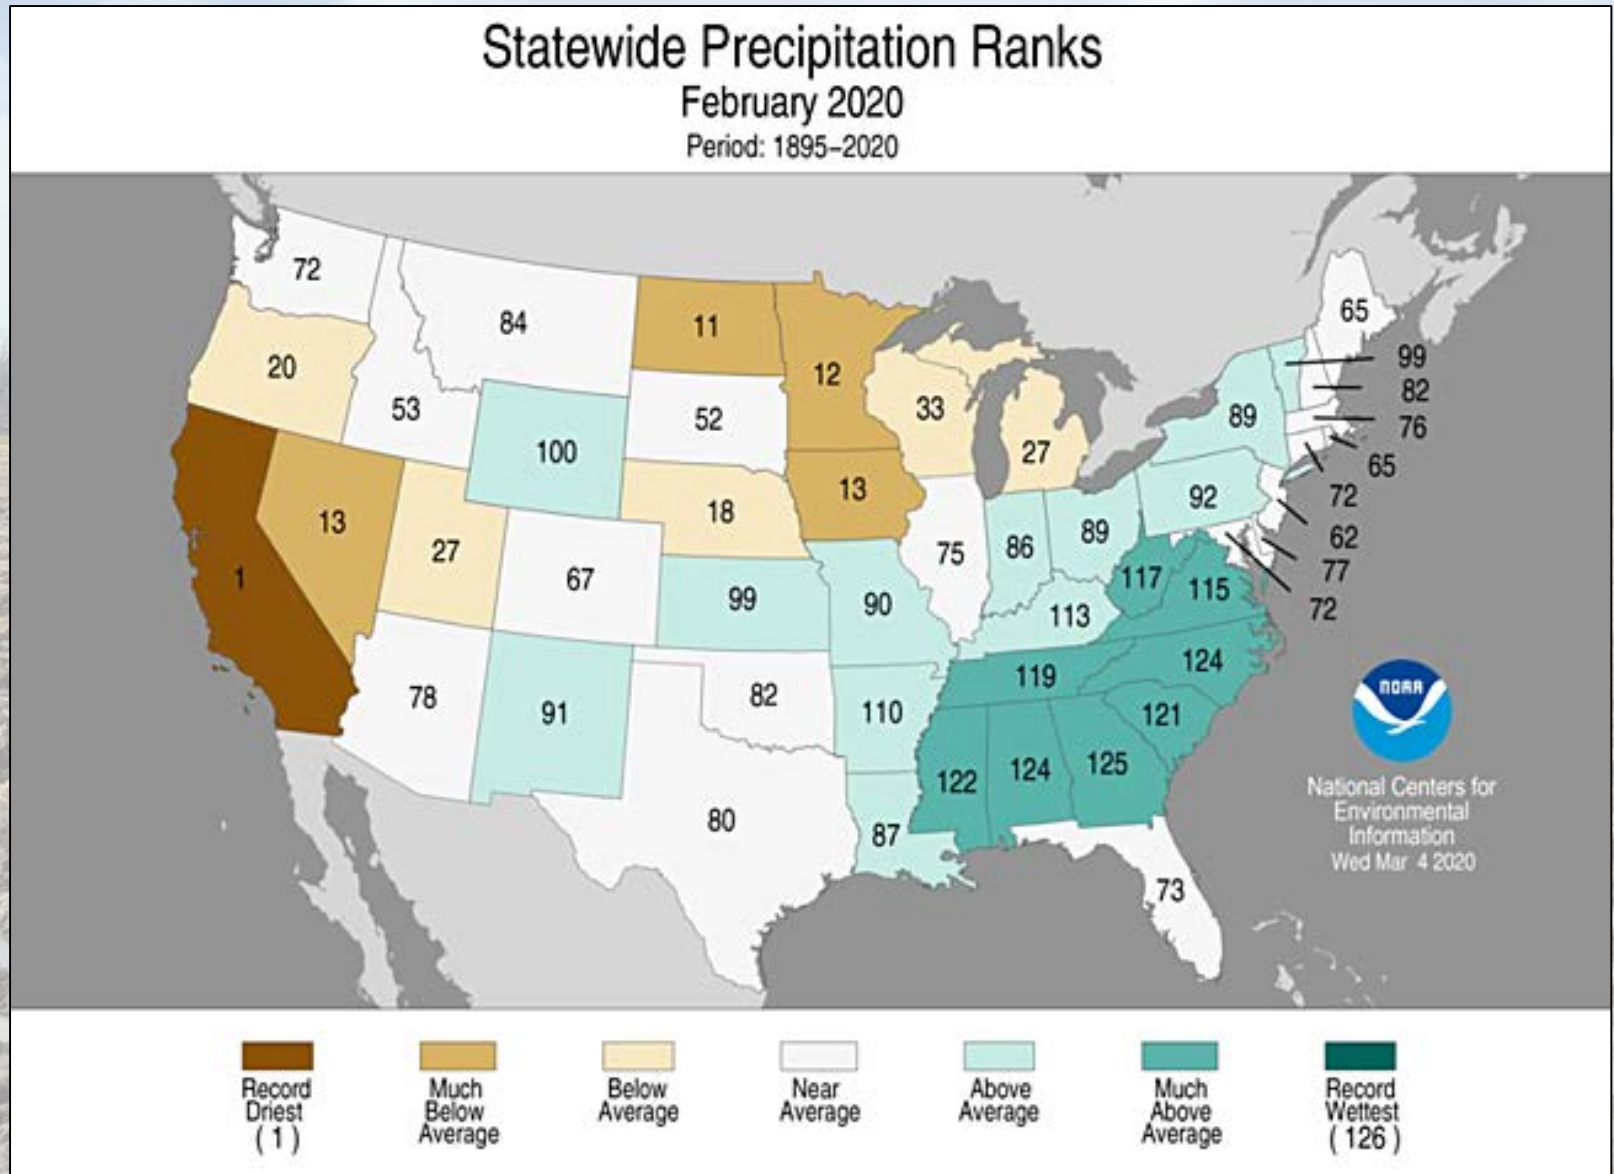 Statewide Precipitation Ranks
February 2020
Period: 1895–2020
72
84
11
12
65
20
53
100
52
33
27
89
99
82
76
65
72
62
77
72
1
13
27
67
18
13
75
86
89
92
99
90
113
117
115
78
91
82
110
119
124
121
122
124
125
80
87
73
NOAA
National Centers for
Environmental
Information
Wed Mar 4 2020
Record
Driest
( 1 )
Much
Below
Average
Below
Average
Near
Average
Above
Average
Much
Above
Average
Record
Wettest
( 126 )